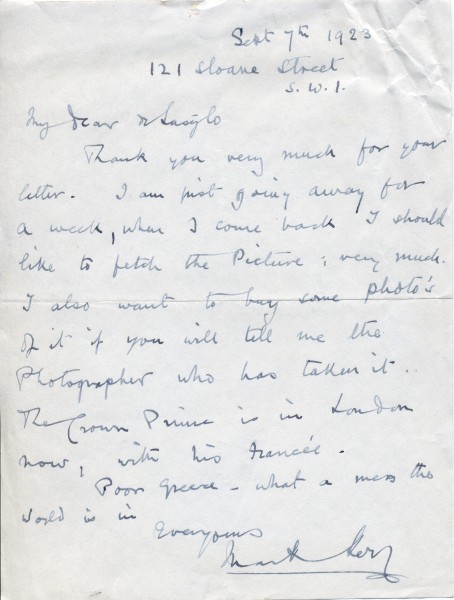 Sept 7th 1923
121 Sloane Street
S.W.1.
My dear
Thank you very much for your
letter. I am just going away for
a week, when I come back I should
like to fetch the Picture; very much.
I also want to buy some photo's
of it if you will tell me the
Photographer who has taken it.
The Crown Prince is in London
now, with his francée.
Poor Greece - what a mess the
world is in
Mark Kerr